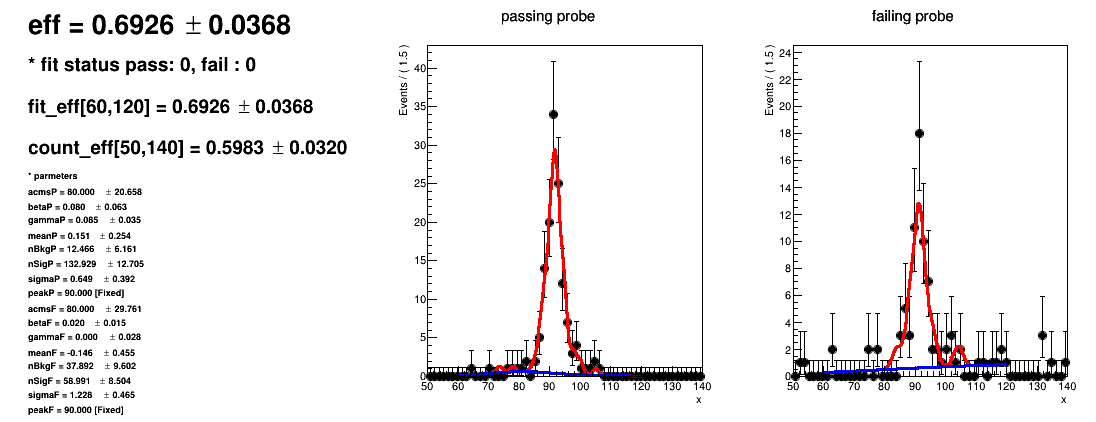 eff = 0.6926 ± 0.0368
* fit status pass: 0, fail : 0
fit_eff[60,120] = 0.6926 ± 0.0368
count_eff[50,140] = 0.5983 ± 0.0320
* parmeters
acmsP = 80.000 ± 20.658
betaP = 0.080 ± 0.063
gammaP = 0.085 ± 0.035
meanP = 0.151 ± 0.254
nBkgP = 12.466 ± 6.161
nSigP = 132.929 ± 12.705
sigmaP = 0.649 ± 0.392
peakP = 90.000 [Fixed]
acmsF = 80.000 ± 29.761
betaF = 0.020 ± 0.015
gammaF = 0.000 ± 0.028
meanF = -0.146 ± 0.455
nBkgF = 37.892 ± 9.602
nSigF = 58.991 ± 8.504
sigmaF = 1.228 ± 0.465
peakF = 90.000 [Fixed]
passing probe
Events / ( 1.5 )
40
35
30
25
20
15
10
5
0
50 60 70 80 90 100 110 120 130 140
x
failing probe
Events / ( 1.5 )
24
22
20
18
16
14
12
10
8
6
4
2
0
50 60 70 80 90 100 110 120 130 140
x